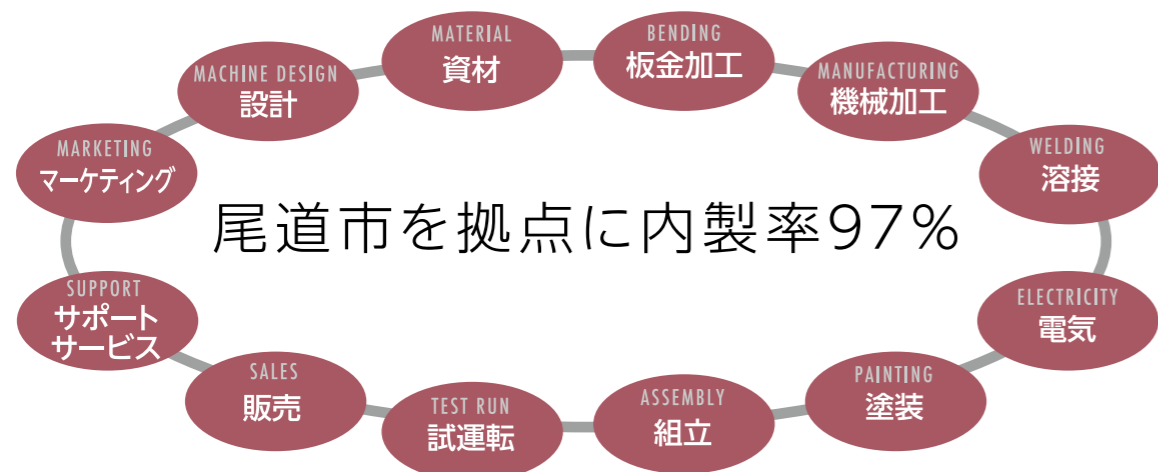 MATERIAL
資材
BENDING
板金加工
MACHINE DESIGN
設計
MANUFACTURING
機械加工
MARKETING
マーケティング
WELDING
溶接
尾道市を拠点に内製率97%
SUPPORT
サポート
サービス
ELECTRICITY
電気
SALES
販売
TEST RUN
試運転
ASSEMBLY
組立
PAINTING
塗装